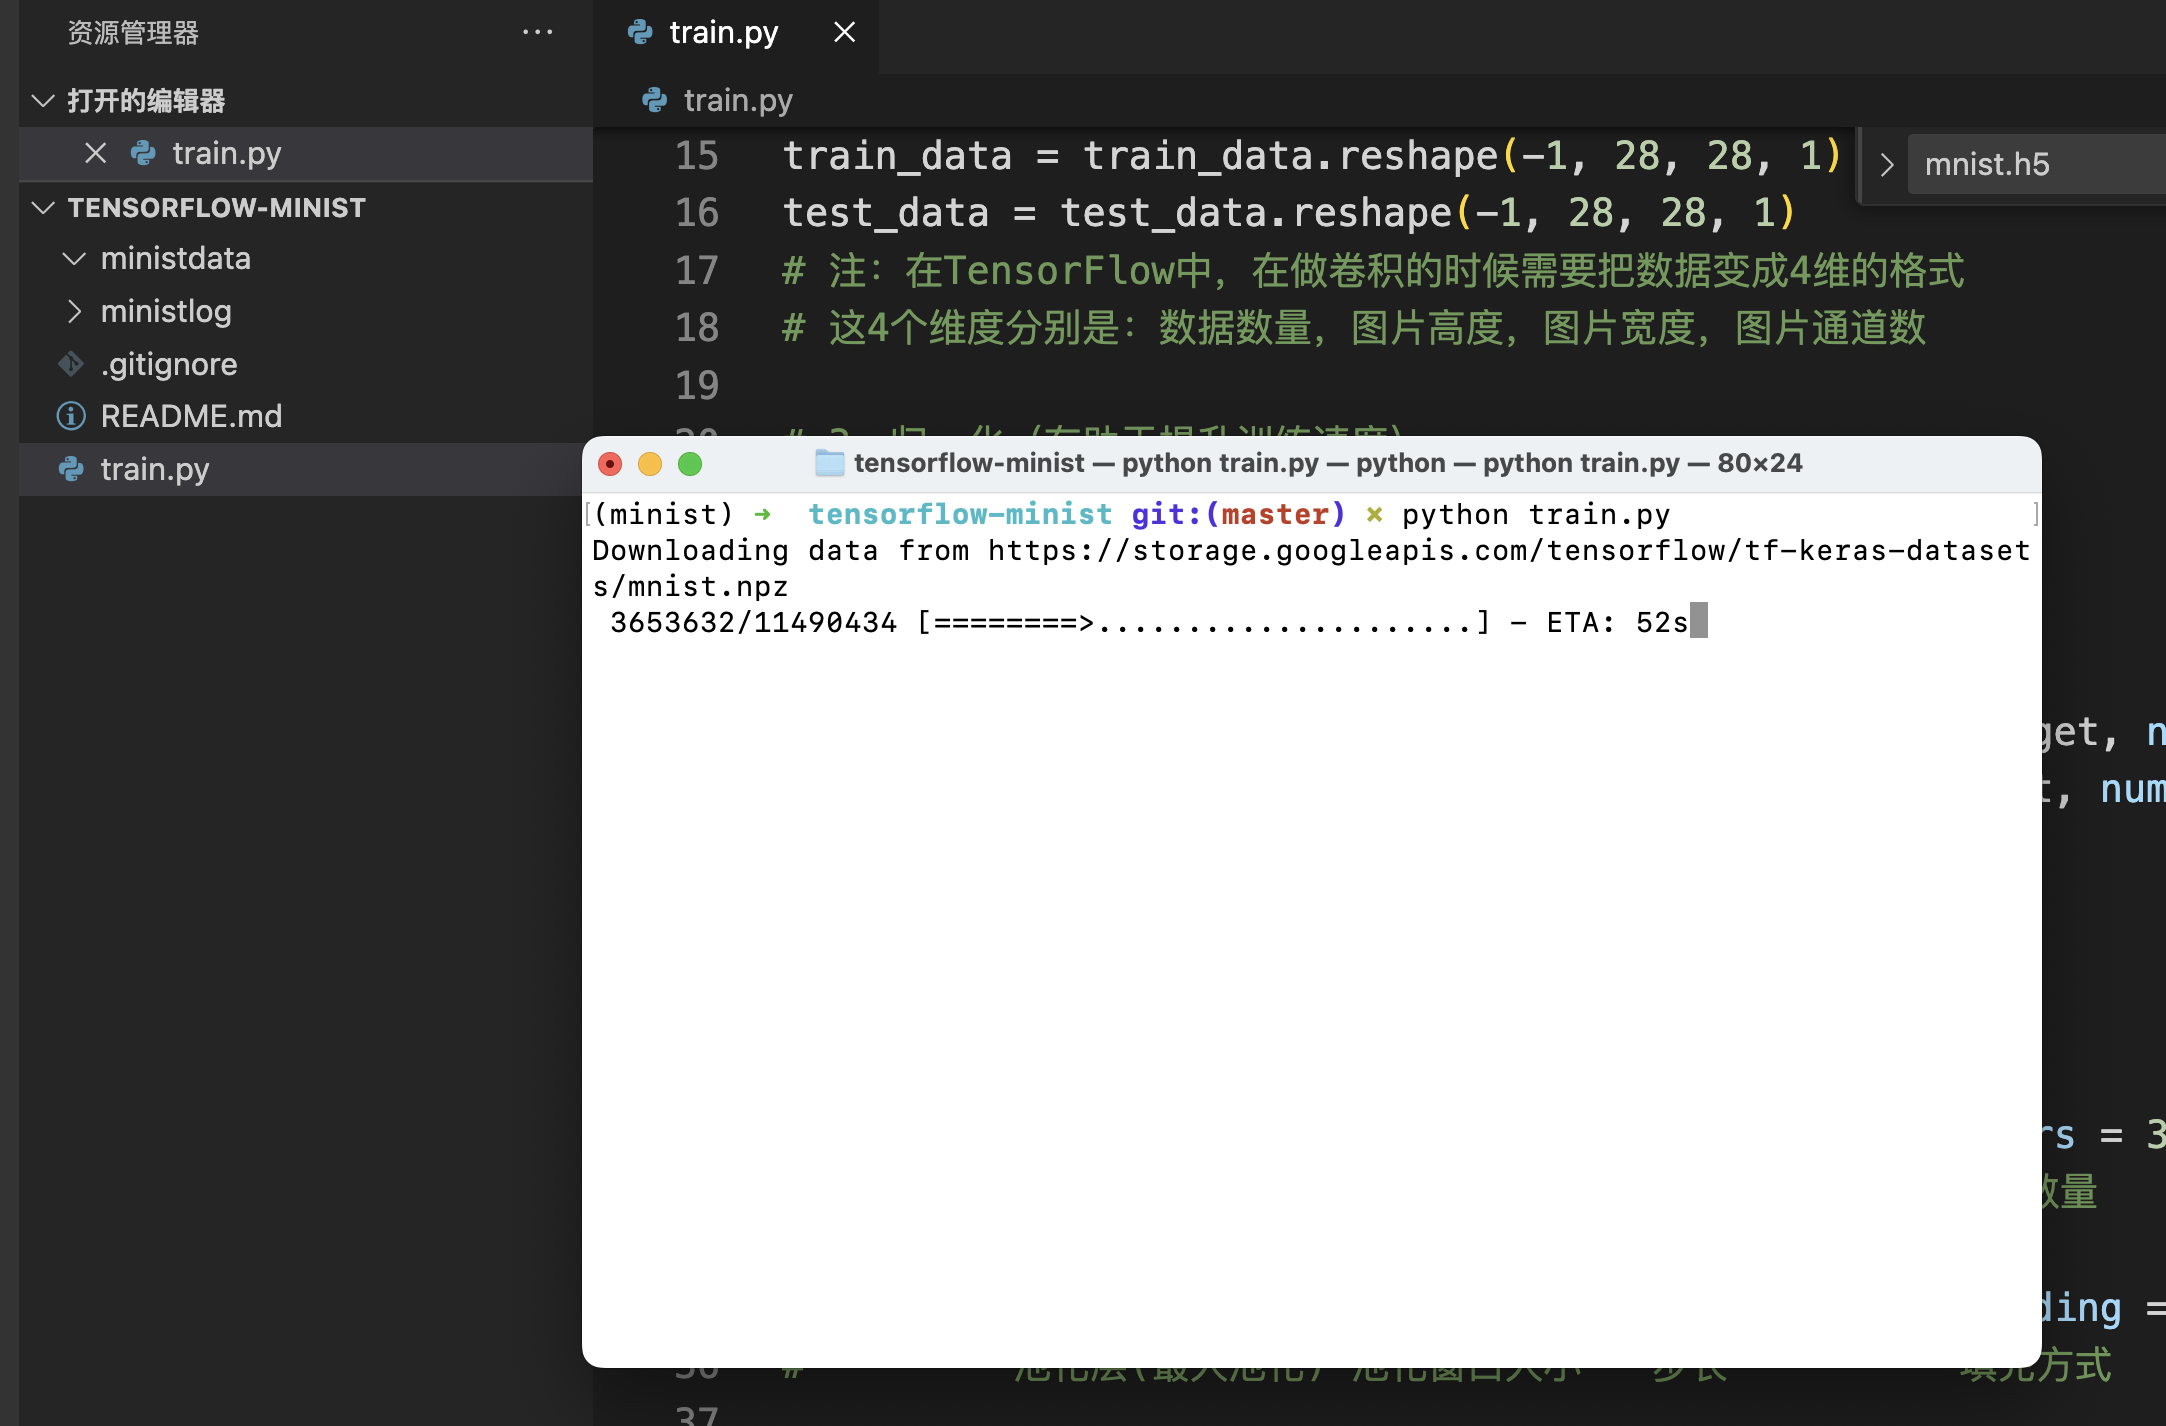 资源管理器
打开的编辑器
train.py
TENSORFLOW-MINIST
ministdata
ministlog
.gitignore
README.md
train.py
train.py
train.py
15 train_data = train_data.reshape(-1, 28, 28, 1)
16 test_data = test_data.reshape(-1, 28, 28, 1)
17 # 注：在TensorFlow中，在做卷积的时候需要把数据变成4维的格式
18 # 这4个维度分别是：数据数量，图片高度，图片宽度，图片通道数
19
mnist.h5
tensorflow-minist — python train.py — python — python train.py — 80×24
(minist) ➜ tensorflow-minist git:(master) × python train.py
Downloading data from https://storage.googleapis.com/tensorflow/tf-keras-dataset
s/mnist.npz
3653632/11490434 [========>.....................] - ETA: 52s
get, n
t, num
rs = 3
数量
ding =
填充方式
37